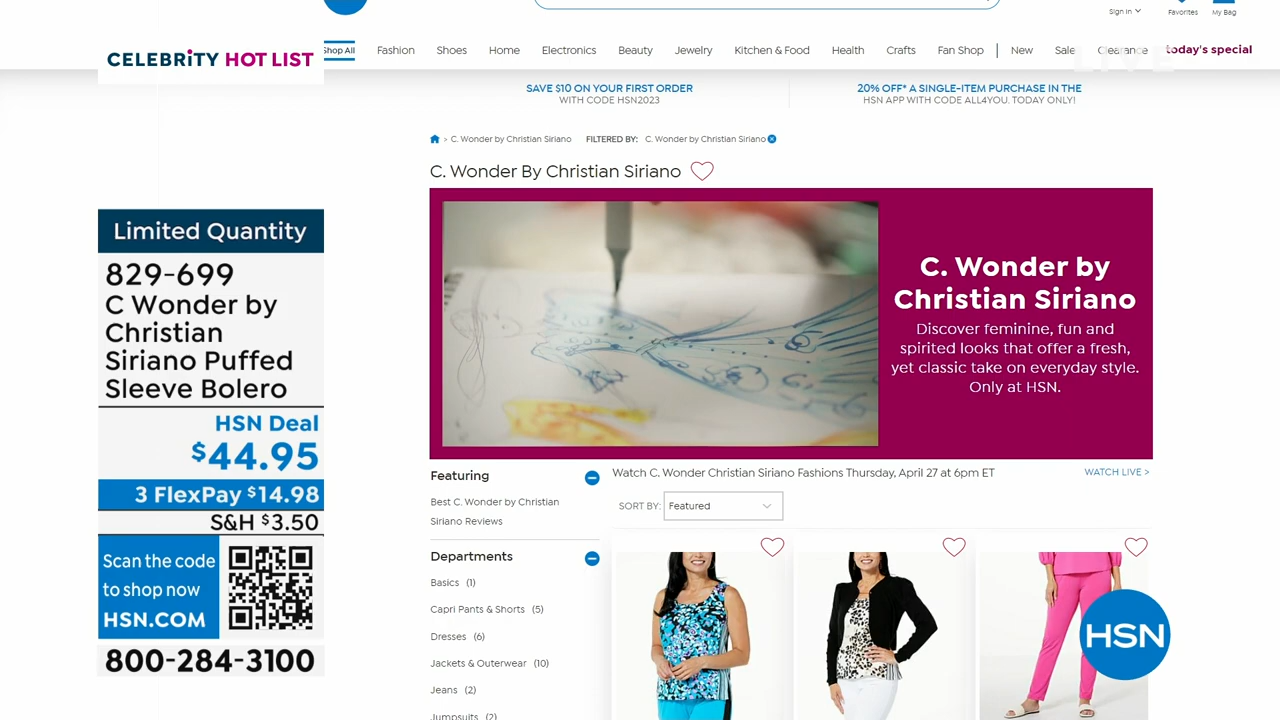 Sign In
Favorites
My Bag
CELEBRiTY HOT LIST
Shop All
Fashion
Shoes
Home
Electronics
Beauty
Jewelry
Kitchen & Food
Health
Crafts
Fan Shop
New
Sale
Clearance
today's special
LIVE
SAVE $10 ON YOUR FIRST ORDER
WITH CODE HSN2023
20% OFF* A SINGLE-ITEM PURCHASE IN THE
HSN APP WITH CODE ALL4YOU. TODAY ONLY!
> C. Wonder by Christian Siriano FILTERED BY: C. Wonder by Christian Siriano
C. Wonder By Christian Siriano
C. Wonder by
Christian Siriano
Discover feminine, fun and
spirited looks that offer a fresh,
yet classic take on everyday style.
Only at HSN.
Limited Quantity
829-699
C Wonder by
Christian
Siriano Puffed
Sleeve Bolero
HSN Deal
$44.95
3 FlexPay $14.98
S&H $3.50
Scan the code
to shop now
HSN.COM
800-284-3100
Featuring
Best C. Wonder by Christian
Siriano Reviews
Departments
Basics (1)
Capri Pants & Shorts (5)
Dresses (6)
Jackets & Outerwear (10)
Jeans (2)
Jumpsuits (2)
Watch C. Wonder Christian Siriano Fashions Thursday, April 27 at 6pm ET
WATCH LIVE >
SORT BY: Featured
HSN